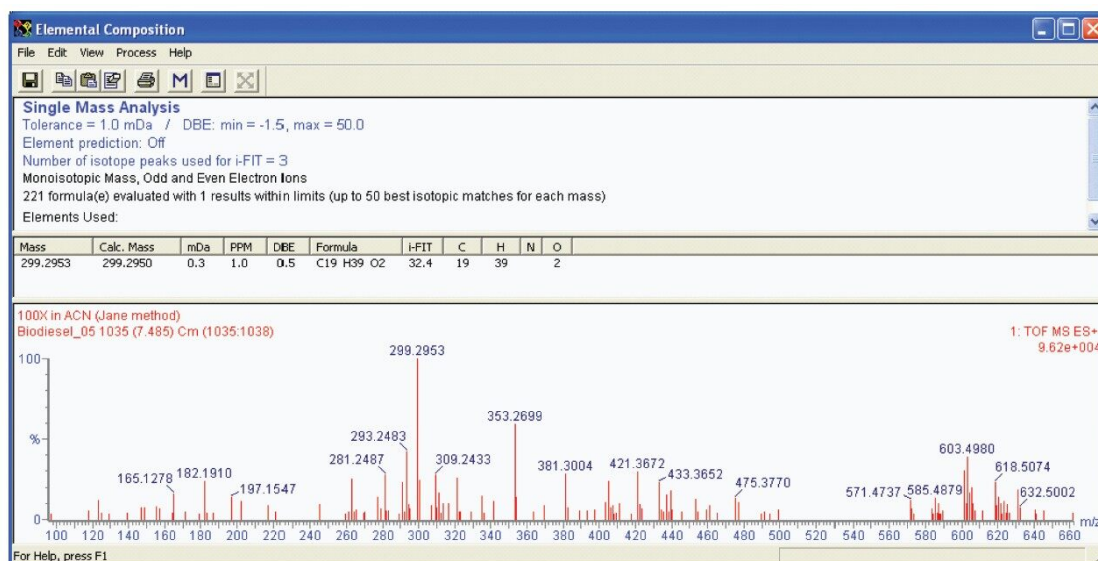 Elemental Composition
File Edit View Process Help
M
Single Mass Analysis
Tolerance = 1.0 mDa / DBE: min = -1.5, max = 50.0
Element prediction: Off
Number of isotope peaks used for i-FIT = 3
Monoisotopic Mass, Odd and Even Electron Ions
221 formula(e) evaluated with 1 results within limits (up to 50 best isotopic matches for each mass)
Elements Used:
Mass Calc. Mass mDa PPM DBE Formula i-FIT C H N O
299.2953 299.2950 0.3 1.0 0.5 C19 H39 O2 32.4 19 39 2
100X in ACN (Jane method)
Biodiesel_05 1035 (7.485) Cm (1035:1038)
1: TOF MS ES+
9.62e+004
100
%
0
299.2953
353.2699
293.2483
281.2487
309.2433
165.1278
182.1910
197.1547
381.3004
421.3672
433.3652
475.3770
603.4980
618.5074
571.4737
585.4879
632.5002
100 120 140 160 180 200 220 240 260 280 300 320 340 360 380 400 420 440 460 480 500 520 540 560 580 600 620 640 660 m/z
For Help, press F1